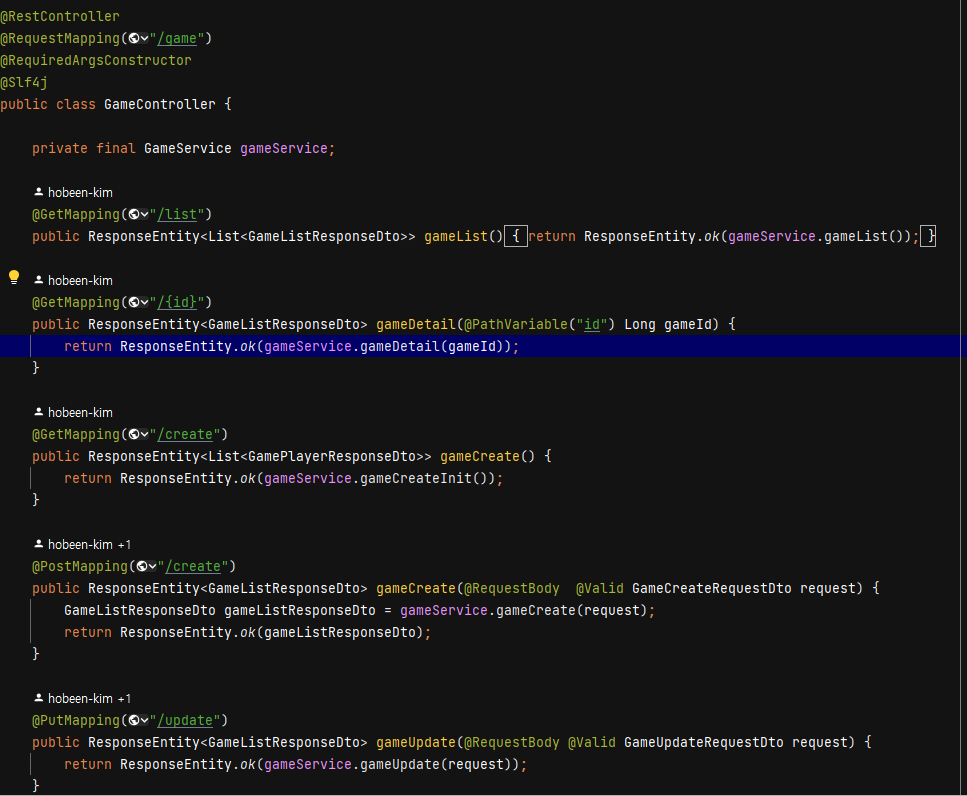 @RestController
@RequestMapping("/game")
@RequiredArgsConstructor
@Slf4j
public class GameController {
private final GameService gameService;
hobeen-kim
@GetMapping("/list")
public ResponseEntity<List<GameListResponseDto>> gameList() { return ResponseEntity.ok(gameService.gameList()); }
hobeen-kim
@GetMapping("/{id}")
public ResponseEntity<GameListResponseDto> gameDetail(@PathVariable("id") Long gameId) {
return ResponseEntity.ok(gameService.gameDetail(gameId));
}
hobeen-kim
@GetMapping("/create")
public ResponseEntity<List<GamePlayerResponseDto>> gameCreate() {
return ResponseEntity.ok(gameService.gameCreateInit());
}
hobeen-kim +1
@PostMapping("/create")
public ResponseEntity<GameListResponseDto> gameCreate(@RequestBody  @Valid GameCreateRequestDto request) {
GameListResponseDto gameListResponseDto = gameService.gameCreate(request);
return ResponseEntity.ok(gameListResponseDto);
}
hobeen-kim +1
@PutMapping("/update")
public ResponseEntity<GameListResponseDto> gameUpdate(@RequestBody @Valid GameUpdateRequestDto request) {
return ResponseEntity.ok(gameService.gameUpdate(request));
}